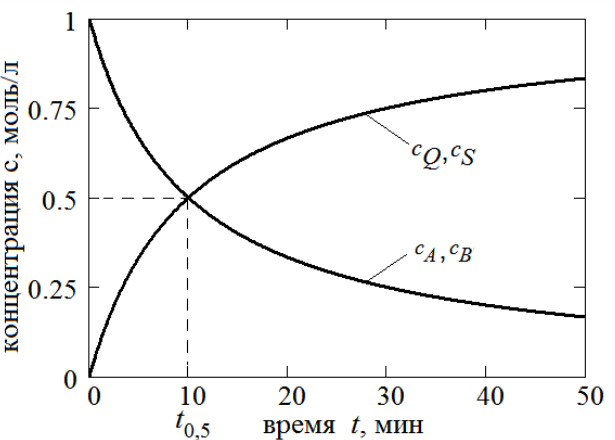 концентрация c, моль/л
1
0.75
0.5
0.25
0
c_Q, c_S
c_A, c_B
0 10 20 30 40 50
t_0,5 время t, мин